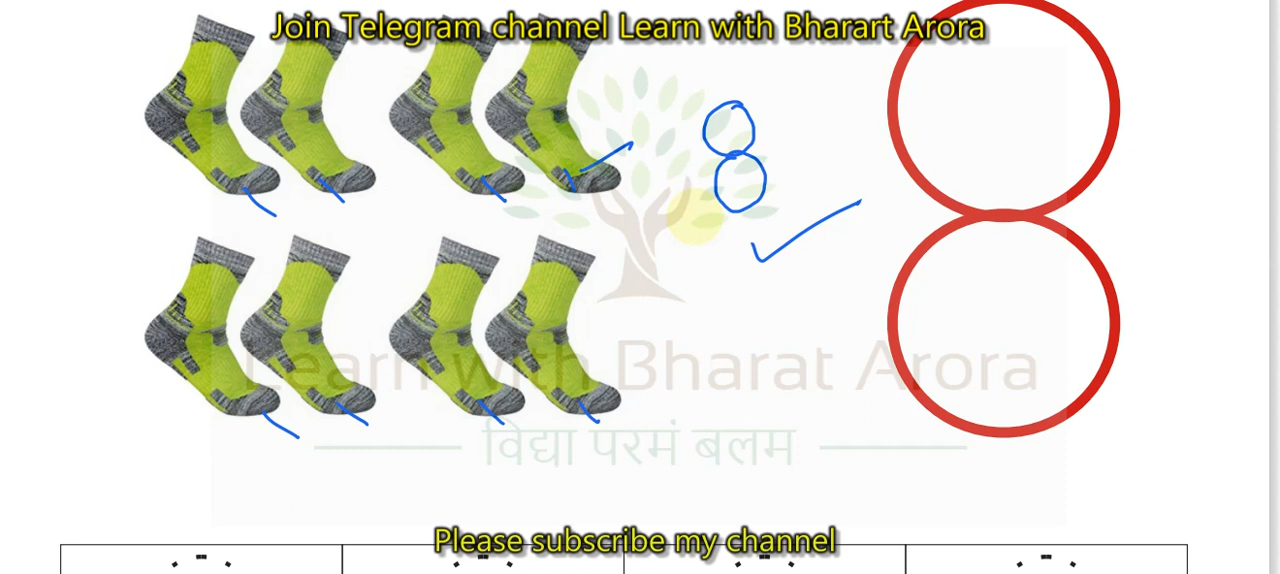 Join Telegram channel Learn with Bharart Arora
8
Learn with Bharat Arora
विद्या परमं बलम
Please subscribe my channel